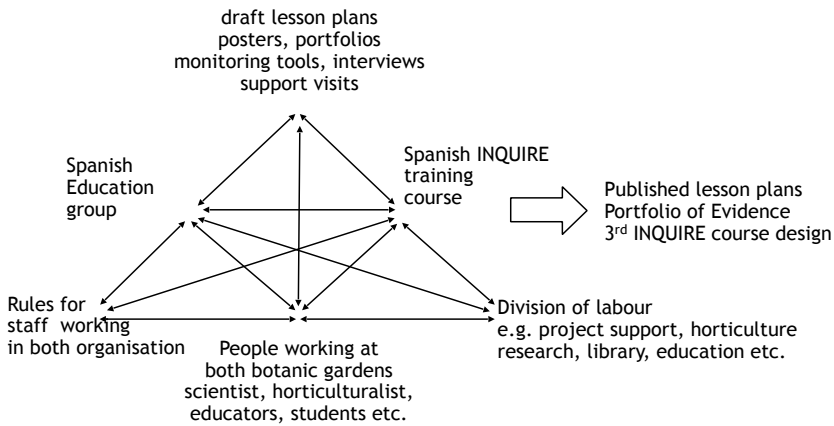 draft lesson plans
posters, portfolios
monitoring tools, interviews
support visits
Spanish
Education
group
Spanish INQUIRE
training
course
Published lesson plans
Portfolio of Evidence
3rd INQUIRE course design
Rules for
staff working
in both organisation
People working at
both botanic gardens
scientist, horticulturalist,
educators, students etc.
Division of labour
e.g. project support, horticulture
research, library, education etc.